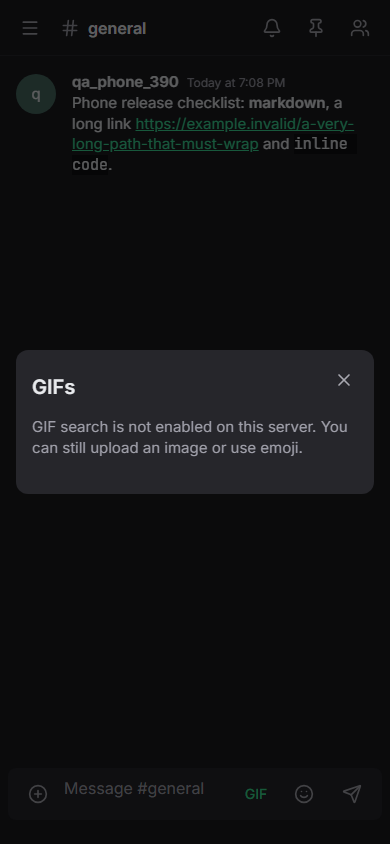 # general
qa_phone_390 Today at 7:08 PM
q
Phone release checklist: markdown, a
long link https://example.invalid/a-very-
long-path-that-must-wrap and inline
code.
GIFs
GIF search is not enabled on this server. You
can still upload an image or use emoji.
Message #general
GIF